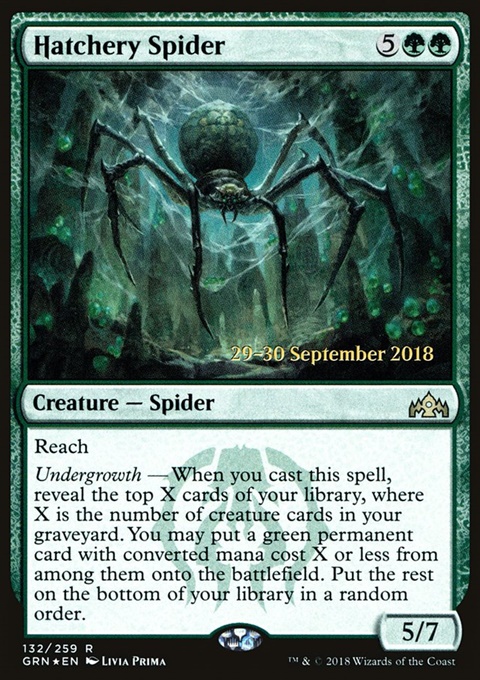 Hatchery Spider 5
29-30 September 2018
Creature — Spider
Reach
Undergrowth — When you cast this spell,
reveal the top X cards of your library, where
X is the number of creature cards in your
graveyard. You may put a green permanent
card with converted mana cost X or less from
among them onto the battlefield. Put the rest
on the bottom of your library in a random
order.
5/7
132/259 R
GRN★EN Livia Prima
™ & © 2018 Wizards of the Coast